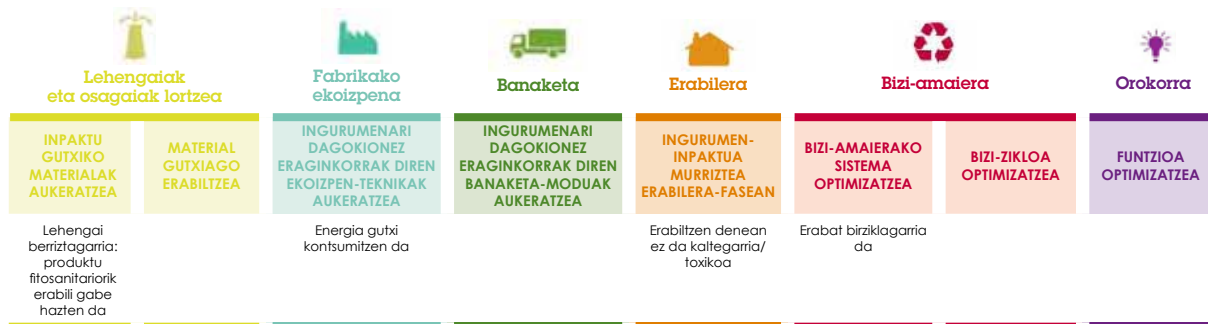 Lehengaiak
eta osagaiak lortzea
Fabrikako
ekoizpena
Banaketa
Erabilera
Bizi-amaiera
Orokorra
INPAKTU
GUTXIKO
MATERIALAK
AUKERATZEA
MATERIAL
GUTXIAGO
ERABILTZEA
INGURUMENARI
DAGOKIONEZ
ERAGINKORRAK DIREN
EKOIZPEN-TEKNIKAK
AUKERATZEA
INGURUMENARI
DAGOKIONEZ
ERAGINKORRAK DIREN
BANAKETA-MODUAK
AUKERATZEA
INGURUMEN-
INPAKTUA
MURRIZTEA
ERABILERA-FASEAN
BIZI-AMAIERAKO
SISTEMA
OPTIMIZATZEA
BIZI-ZIKLOA
OPTIMIZATZEA
FUNTZIOA
OPTIMIZATZEA
Lehengai
berriztagarria:
produktu
fitosanitariorik
erabili gabe
hazten da
Energia gutxi
kontsumitzen da
Erabiltzen denean
ez da kaltegarria/
toxikoa
Erabat birziklagarria
da